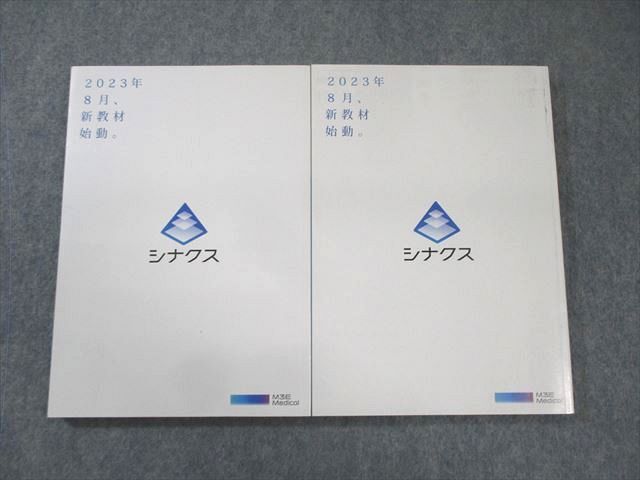 ２０２３年
８月、
新教材
始動。
シナクス
M3E
Medical
２０２３年
８月、
新教材
始動。
シナクス
M3E
Medical